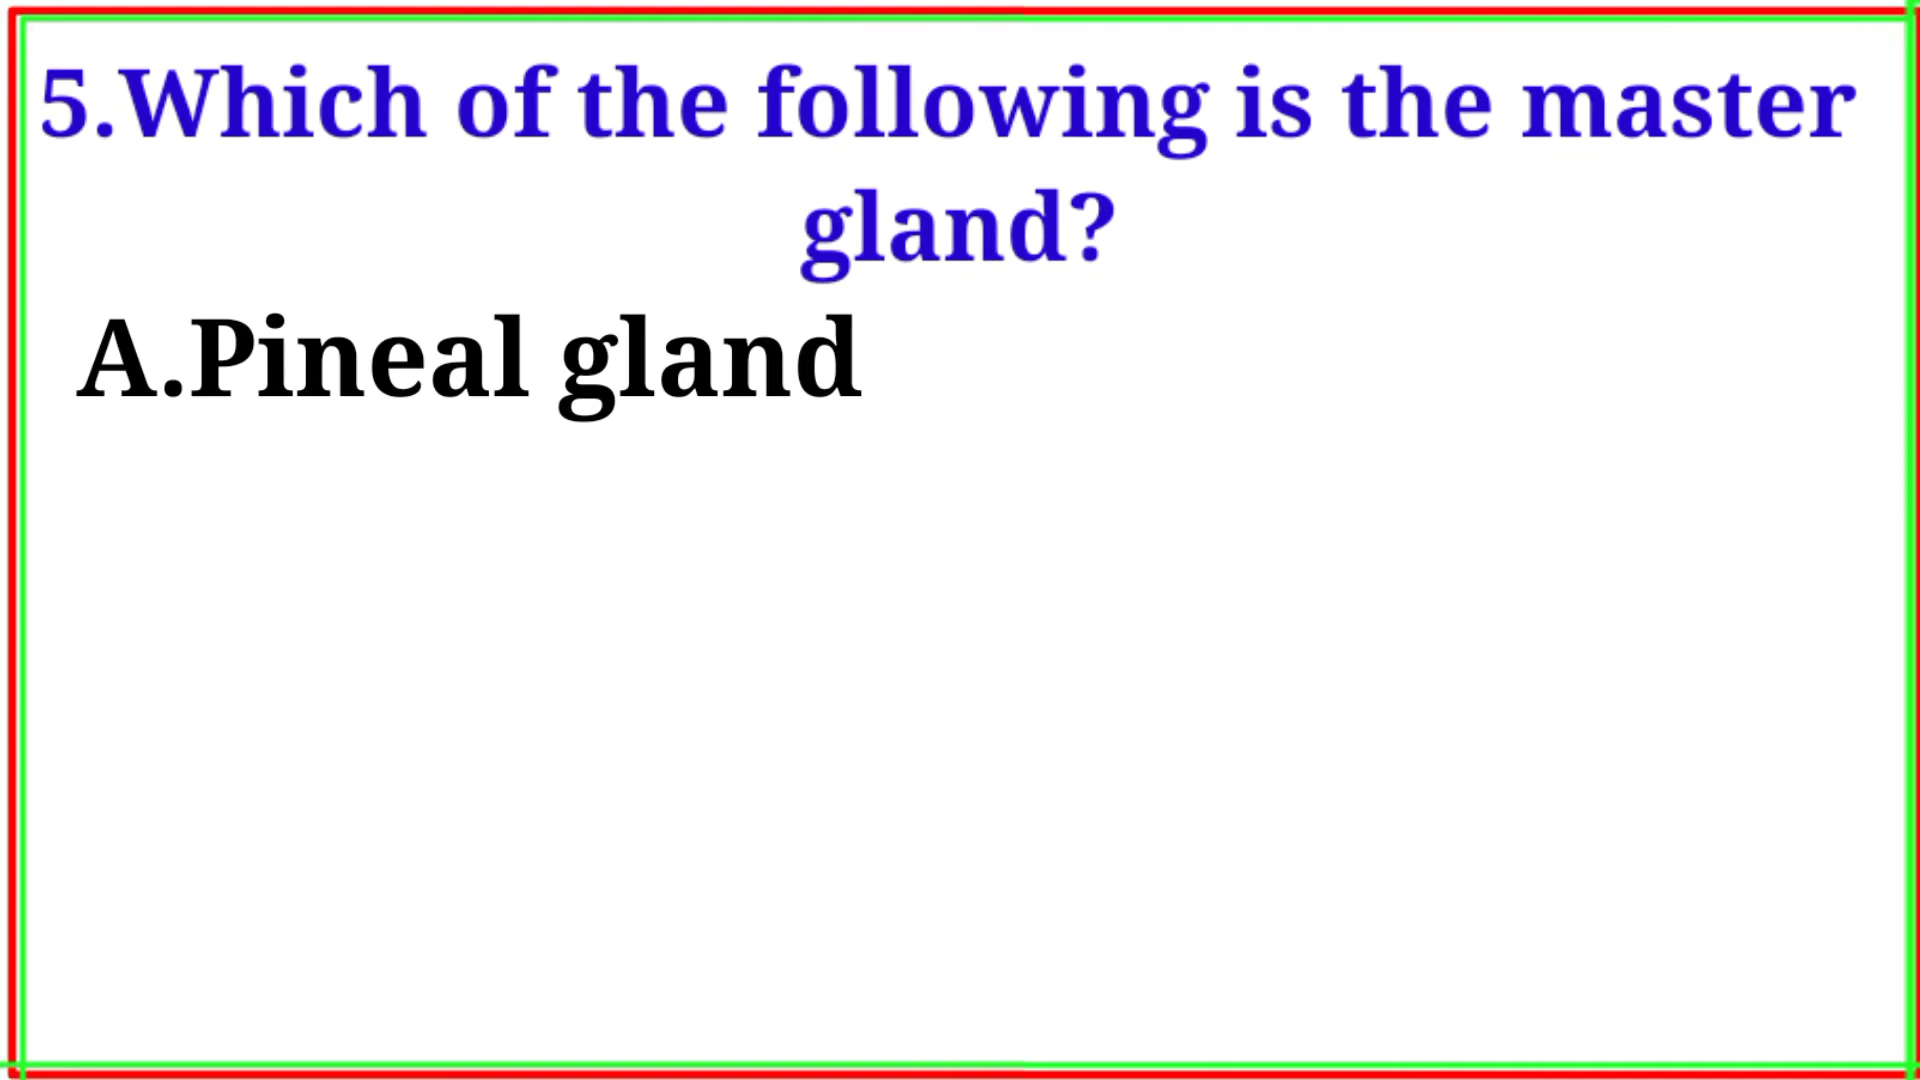 5.Which of the following is the master
gland?
A.Pineal gland